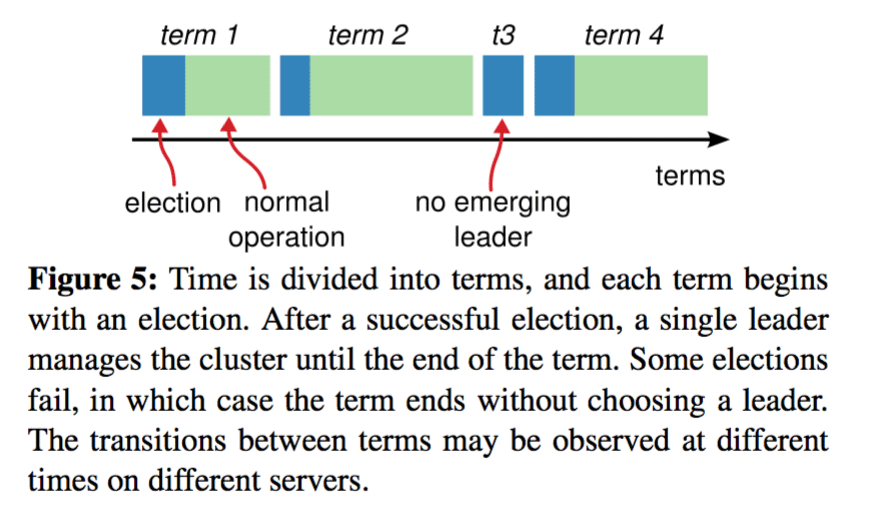 term 1 term 2 t3 term 4
terms
election normal operation no emerging leader
Figure 5: Time is divided into terms, and each term begins
with an election. After a successful election, a single leader
manages the cluster until the end of the term. Some elections
fail, in which case the term ends without choosing a leader.
The transitions between terms may be observed at different
times on different servers.